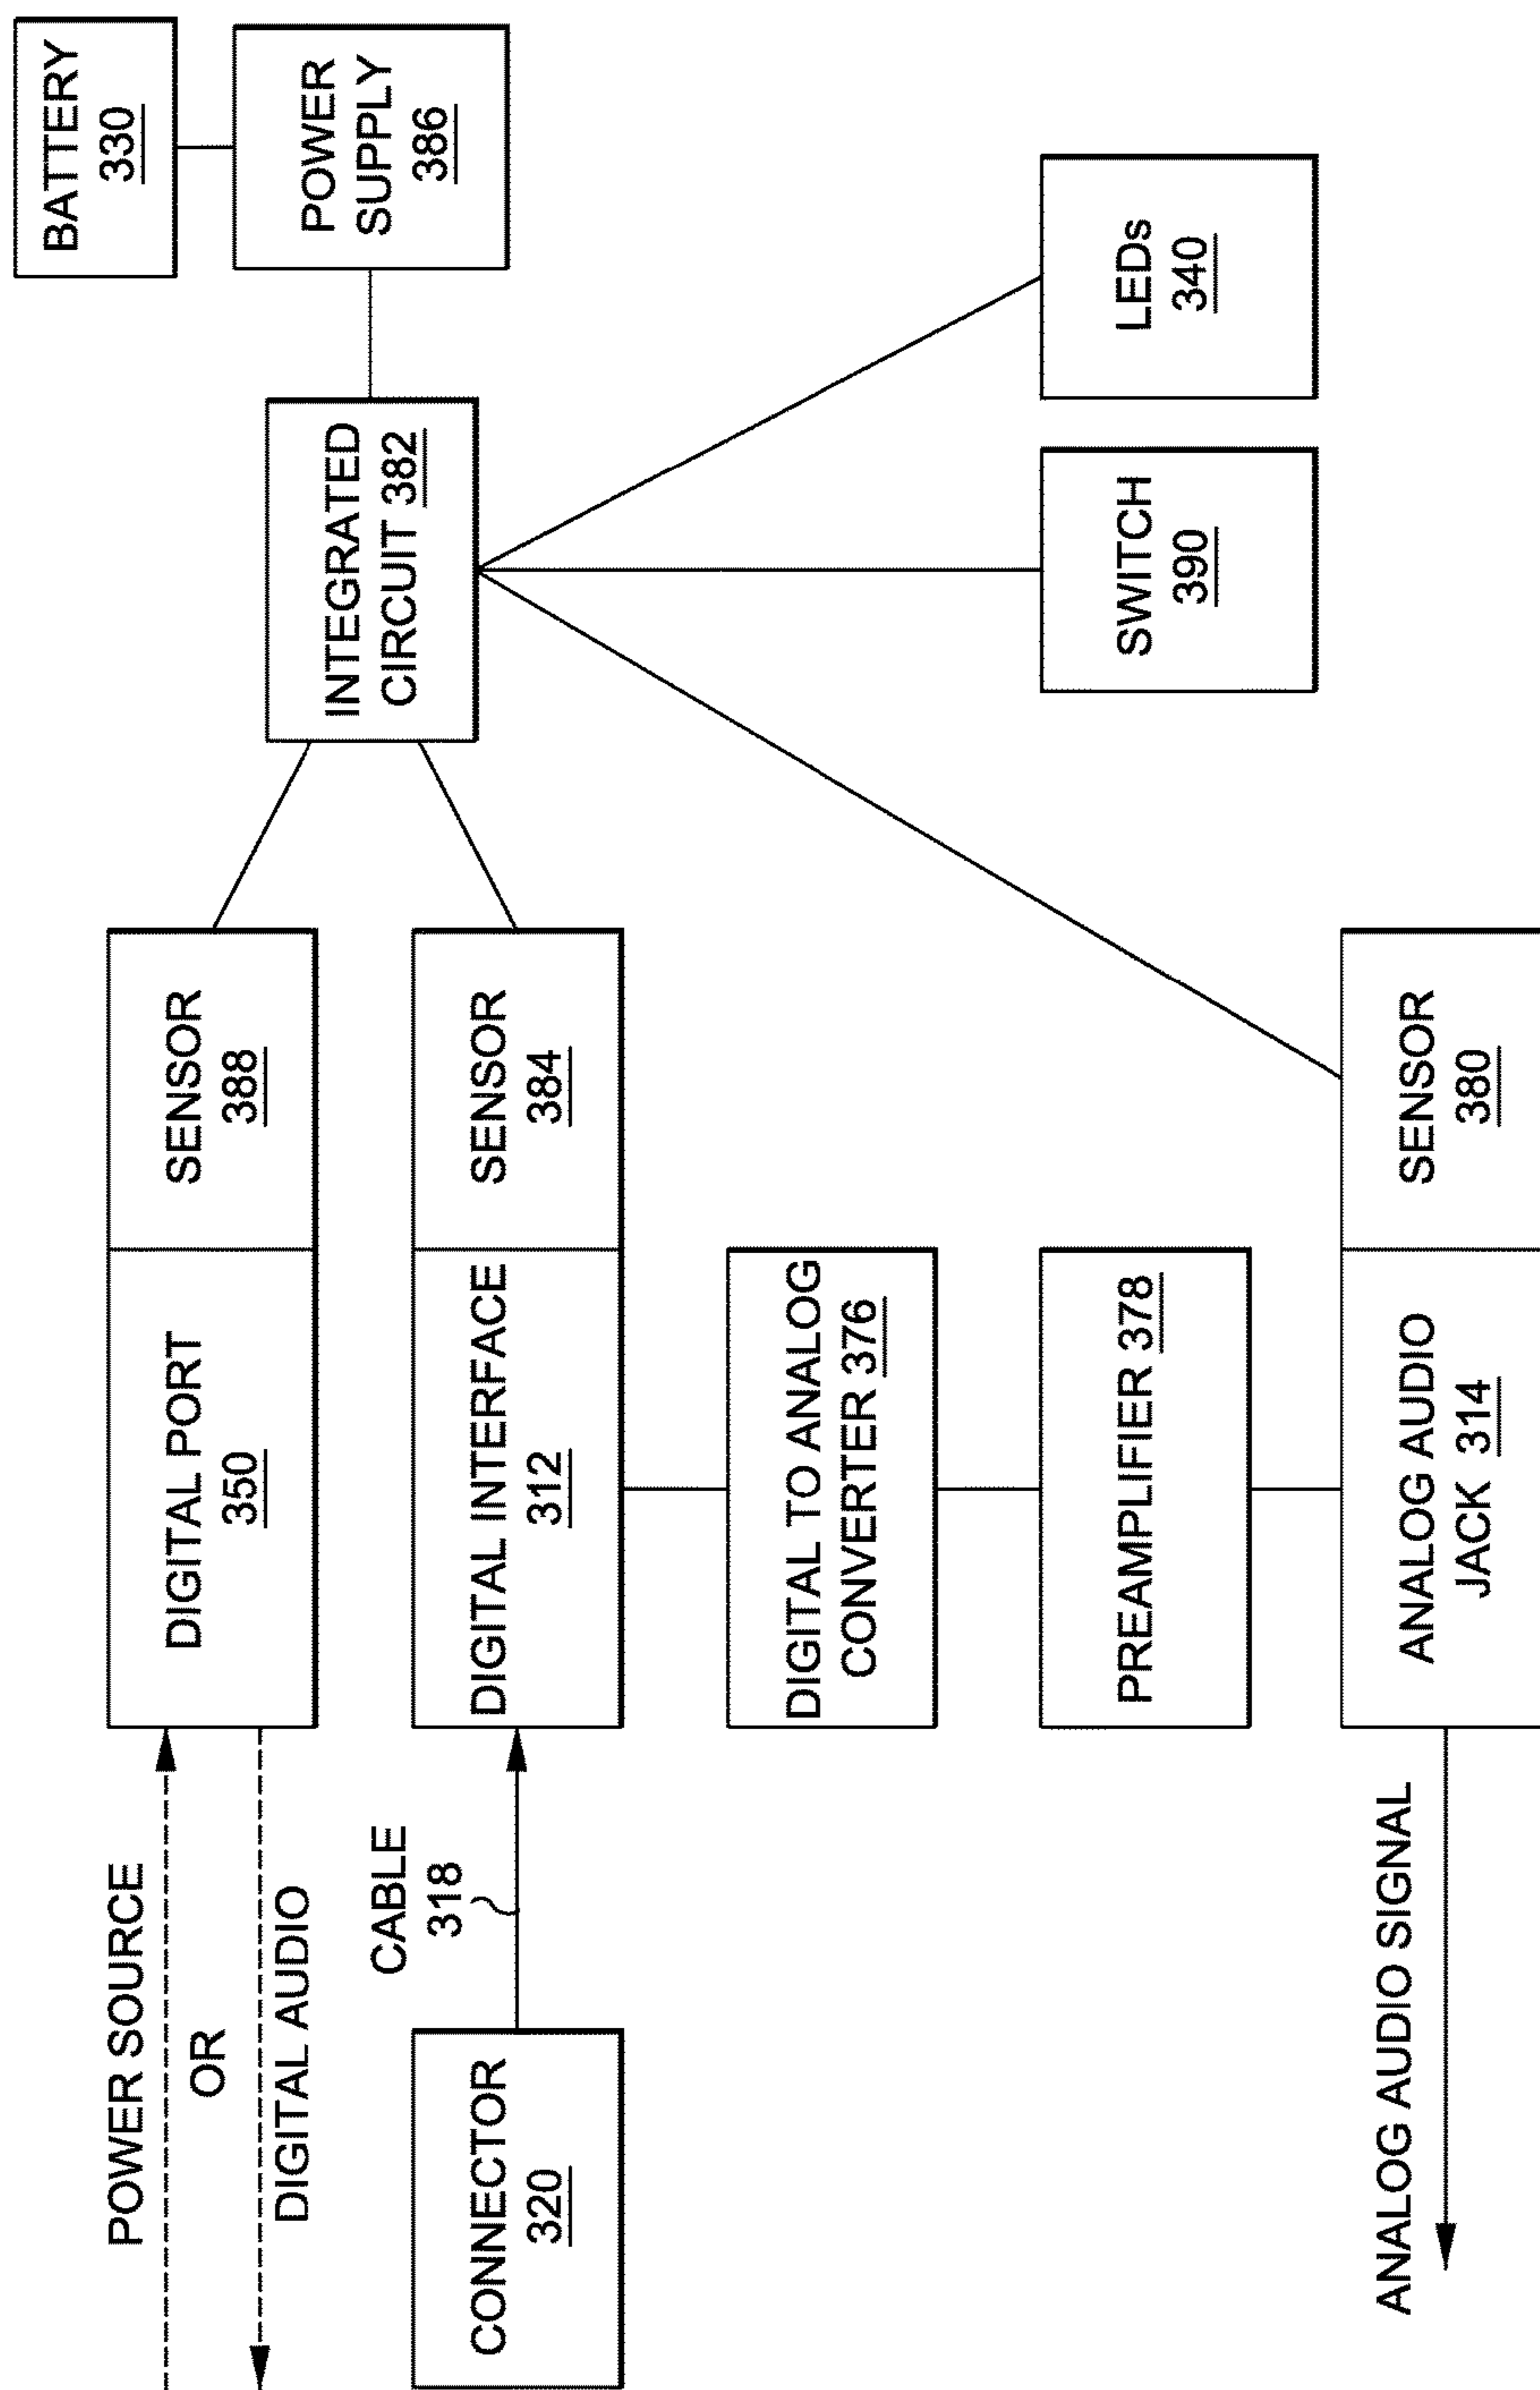 POWER SOURCE
OR
DIGITAL AUDIO
DIGITAL PORT
350
SENSOR
388
BATTERY
330
POWER
SUPPLY
386
INTEGRATED
CIRCUIT 382
CONNECTOR
320
CABLE
318
DIGITAL INTERFACE
312
SENSOR
384
DIGITAL TO ANALOG
CONVERTER 376
PREAMPLIFIER 378
SWITCH
390
LEDs
340
ANALOG AUDIO SIGNAL
ANALOG AUDIO
JACK 314
SENSOR
380